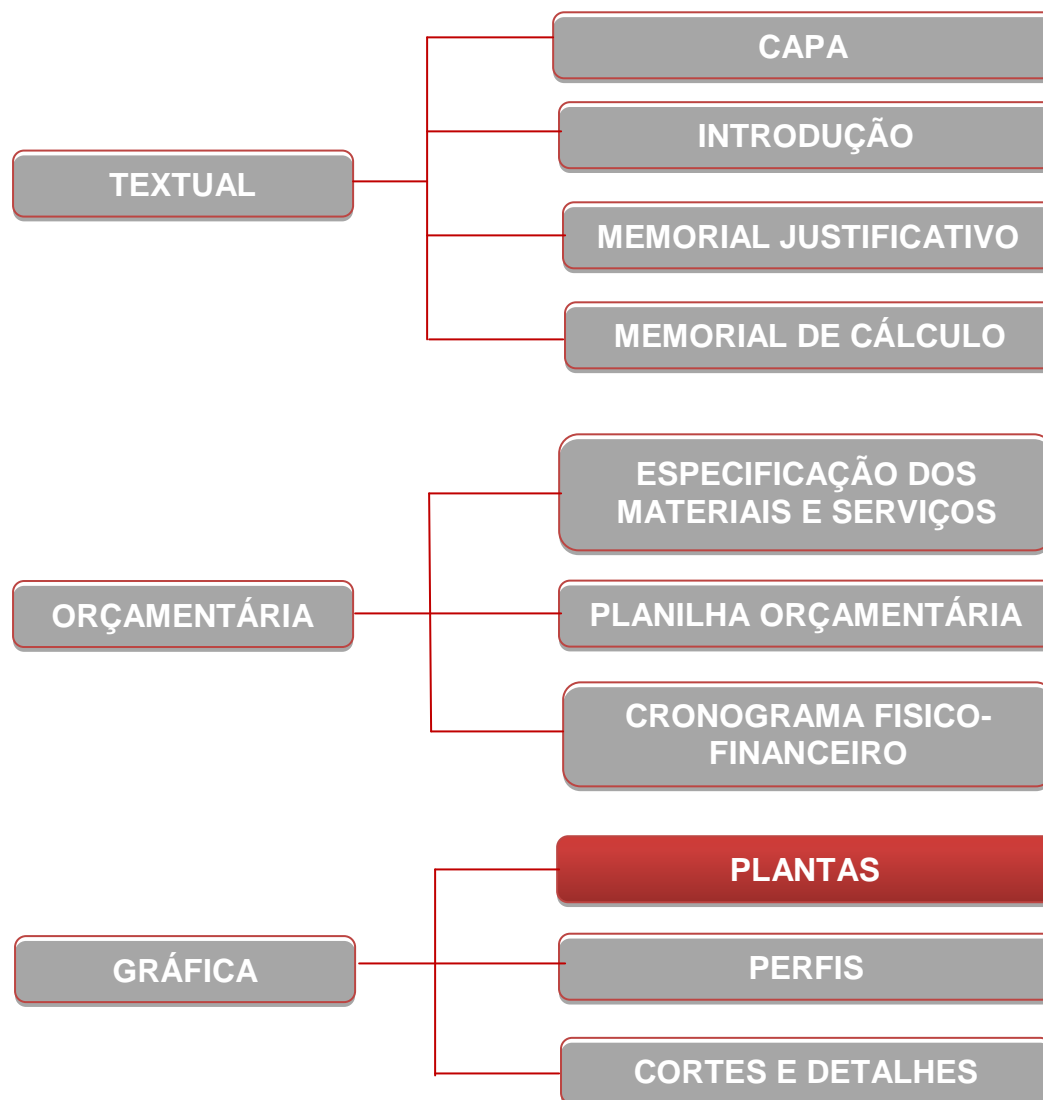 CAPA
INTRODUÇÃO
TEXTUAL
MEMORIAL JUSTIFICATIVO
MEMORIAL DE CÁLCULO
ESPECIFICAÇÃO DOS
MATERIAIS E SERVIÇOS
ORÇAMENTÁRIA
PLANILHA ORÇAMENTÁRIA
CRONOGRAMA FISICO-
FINANCEIRO
PLANTAS
GRÁFICA
PERFIS
CORTES E DETALHES